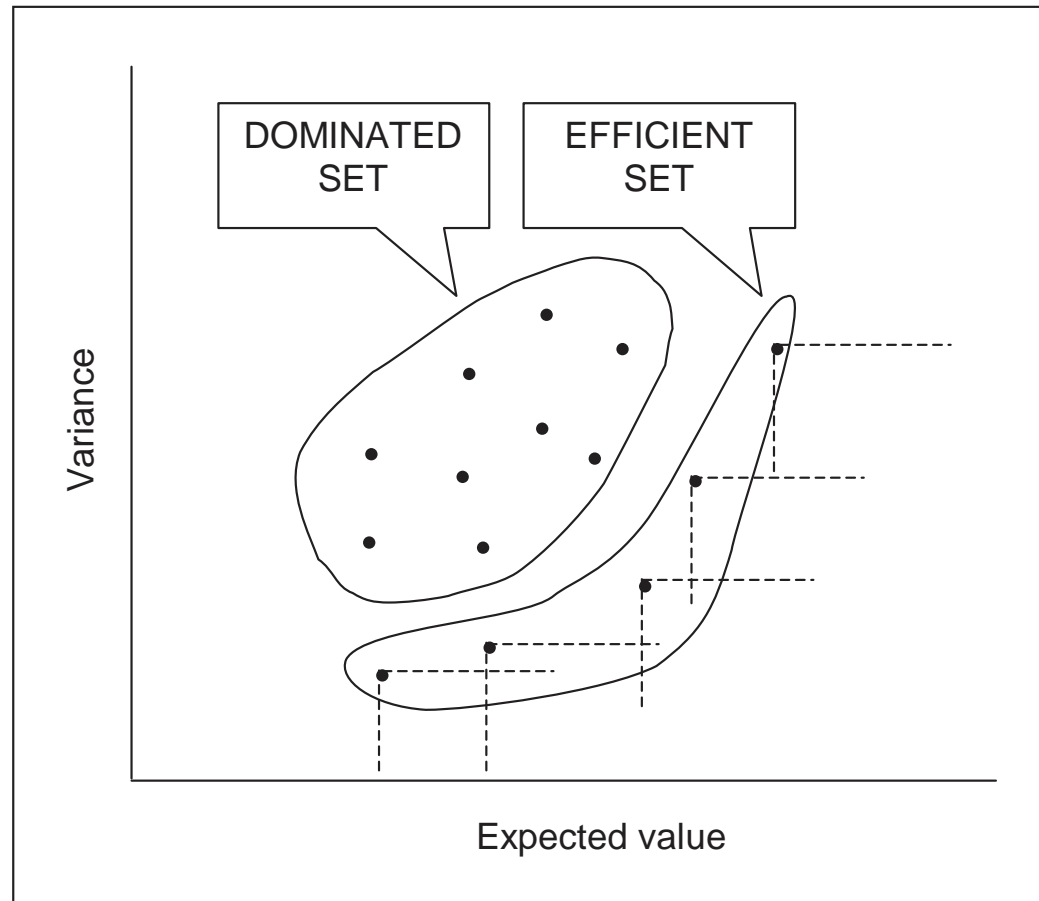 DOMINATED
SET
EFFICIENT
SET
Variance
Expected value